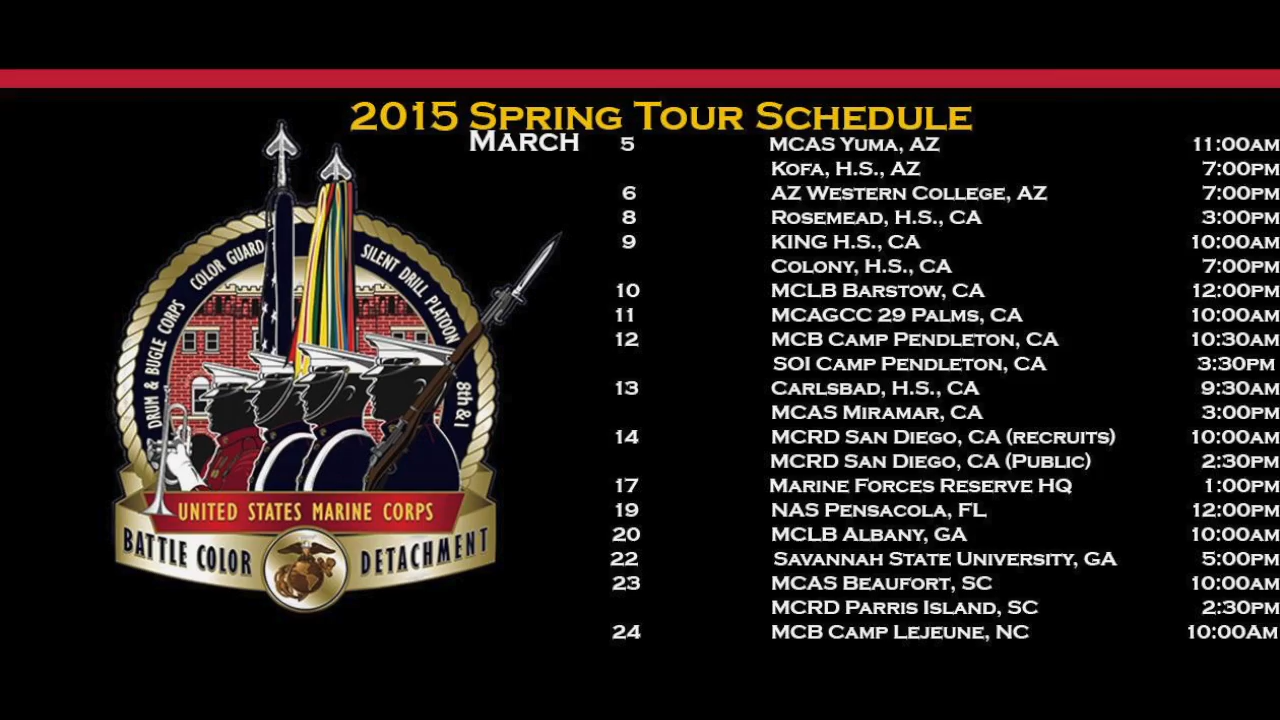 2015 Spring Tour Schedule
March 5 MCAS Yuma, AZ 11:00am
Kofa, H.S., AZ 7:00pm
6 AZ Western College, AZ 7:00pm
8 Rosemead, H.S., CA 3:00pm
9 KING H.S., CA 10:00am
Colony, H.S., CA 7:00pm
10 MCLB Barstow, CA 12:00pm
11 MCAGCC 29 Palms, CA 10:00am
12 MCB Camp Pendleton, CA 10:30am
SOI Camp Pendleton, CA 3:30pm
13 Carlsbad, H.S., CA 9:30am
MCAS Miramar, CA 3:00pm
14 MCRD San Diego, CA (recruits) 10:00am
MCRD San Diego, CA (Public) 2:30pm
17 Marine Forces Reserve HQ 1:00pm
19 NAS Pensacola, FL 12:00pm
20 MCLB Albany, GA 10:00am
22 Savannah State University, GA 5:00pm
23 MCAS Beaufort, SC 10:00am
MCRD Parris Island, SC 2:30pm
24 MCB Camp Lejeune, NC 10:00Am
DRUM & BUGLE CORPS COLOR GUARD SILENT DRILL PLATOON 8th & I
UNITED STATES MARINE CORPS
BATTLE COLOR DETACHMENT